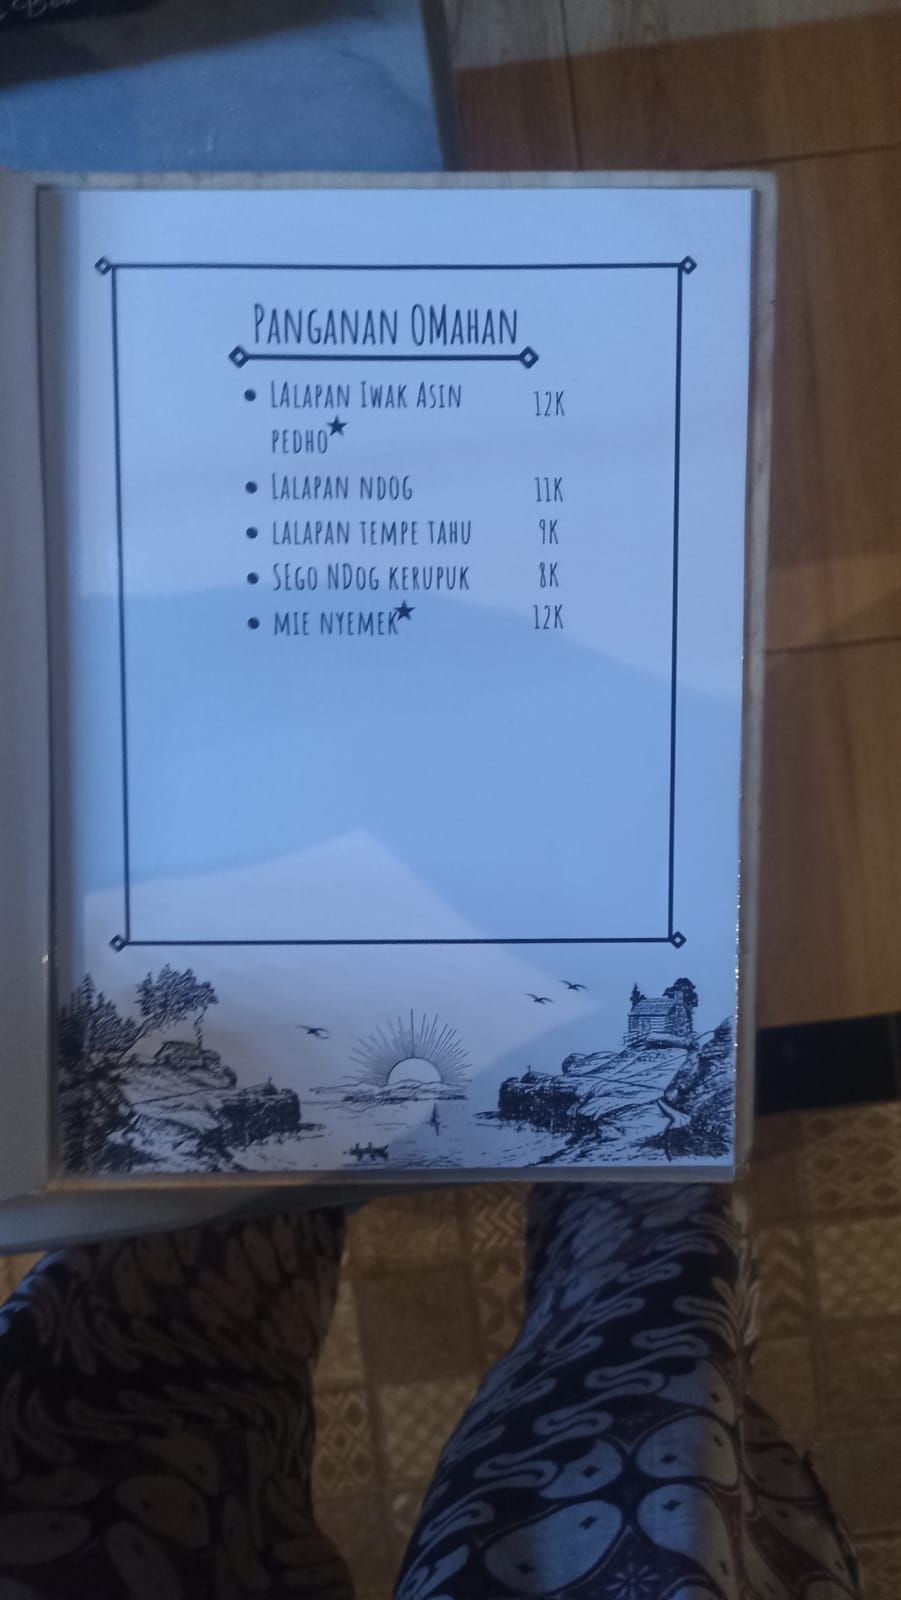 PANGANAN OMAHAN
• LALAPAN IWAK ASIN 12K
PEDHO★
• LALAPAN NDOG 11K
• LALAPAN TEMPE TAHU 9K
• SEGO NDOG KERUPUK 8K
• MIE NYEMEK★ 12K